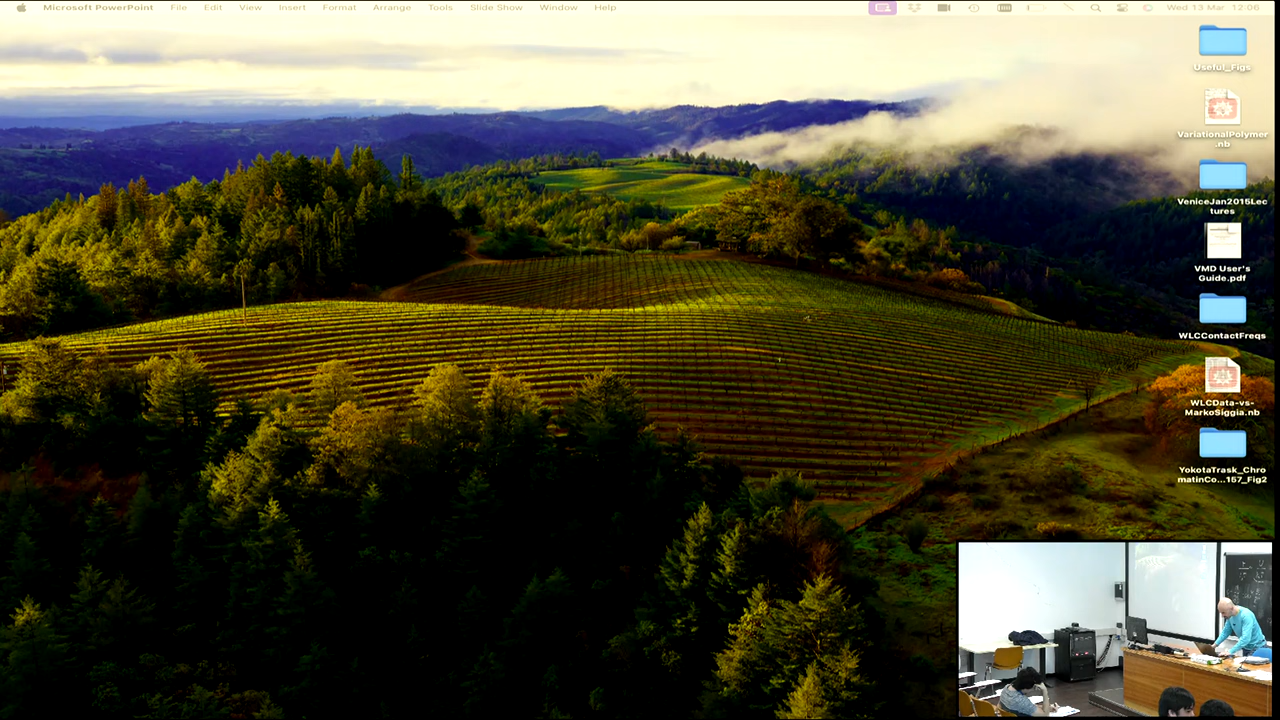 Microsoft PowerPoint File Edit View Insert Format Arrange Tools Slide Show Window Help Wed 13 Mar 12:06
Useful_Figs
VariationalPolymer
.nb
VeniceJan2015Lec
tures
VMD User's
Guide.pdf
WLCContactFreqs
WLCData-vs-
MarkoSiggia.nb
YokotaTrask_Chro
matinCo...157_Fig2